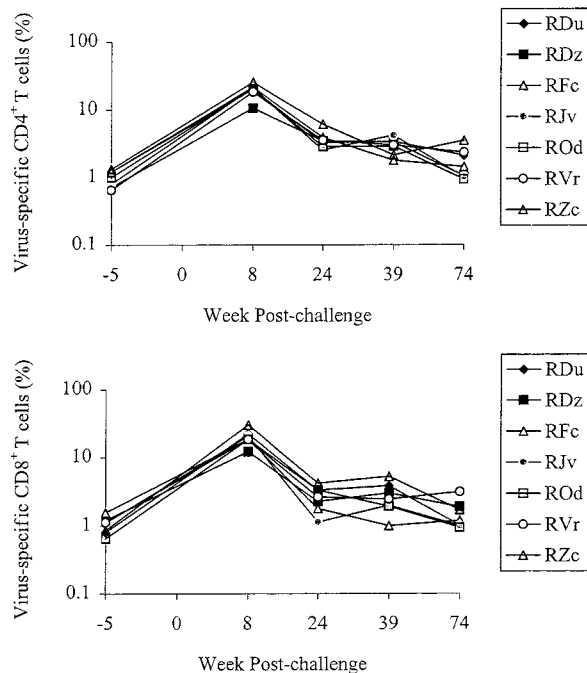 Virus-specific CD4+ T cells (%)
100
10
1
0.1
-5 0 8 24 39 74
Week Post-challenge
RDu
RDz
RFc
RJv
ROd
RVr
RZc
Virus-specific CD8+ T cells (%)
100
10
1
0.1
-5 0 8 24 39 74
Week Post-challenge
RDu
RDz
RFc
RJv
ROd
RVr
RZc